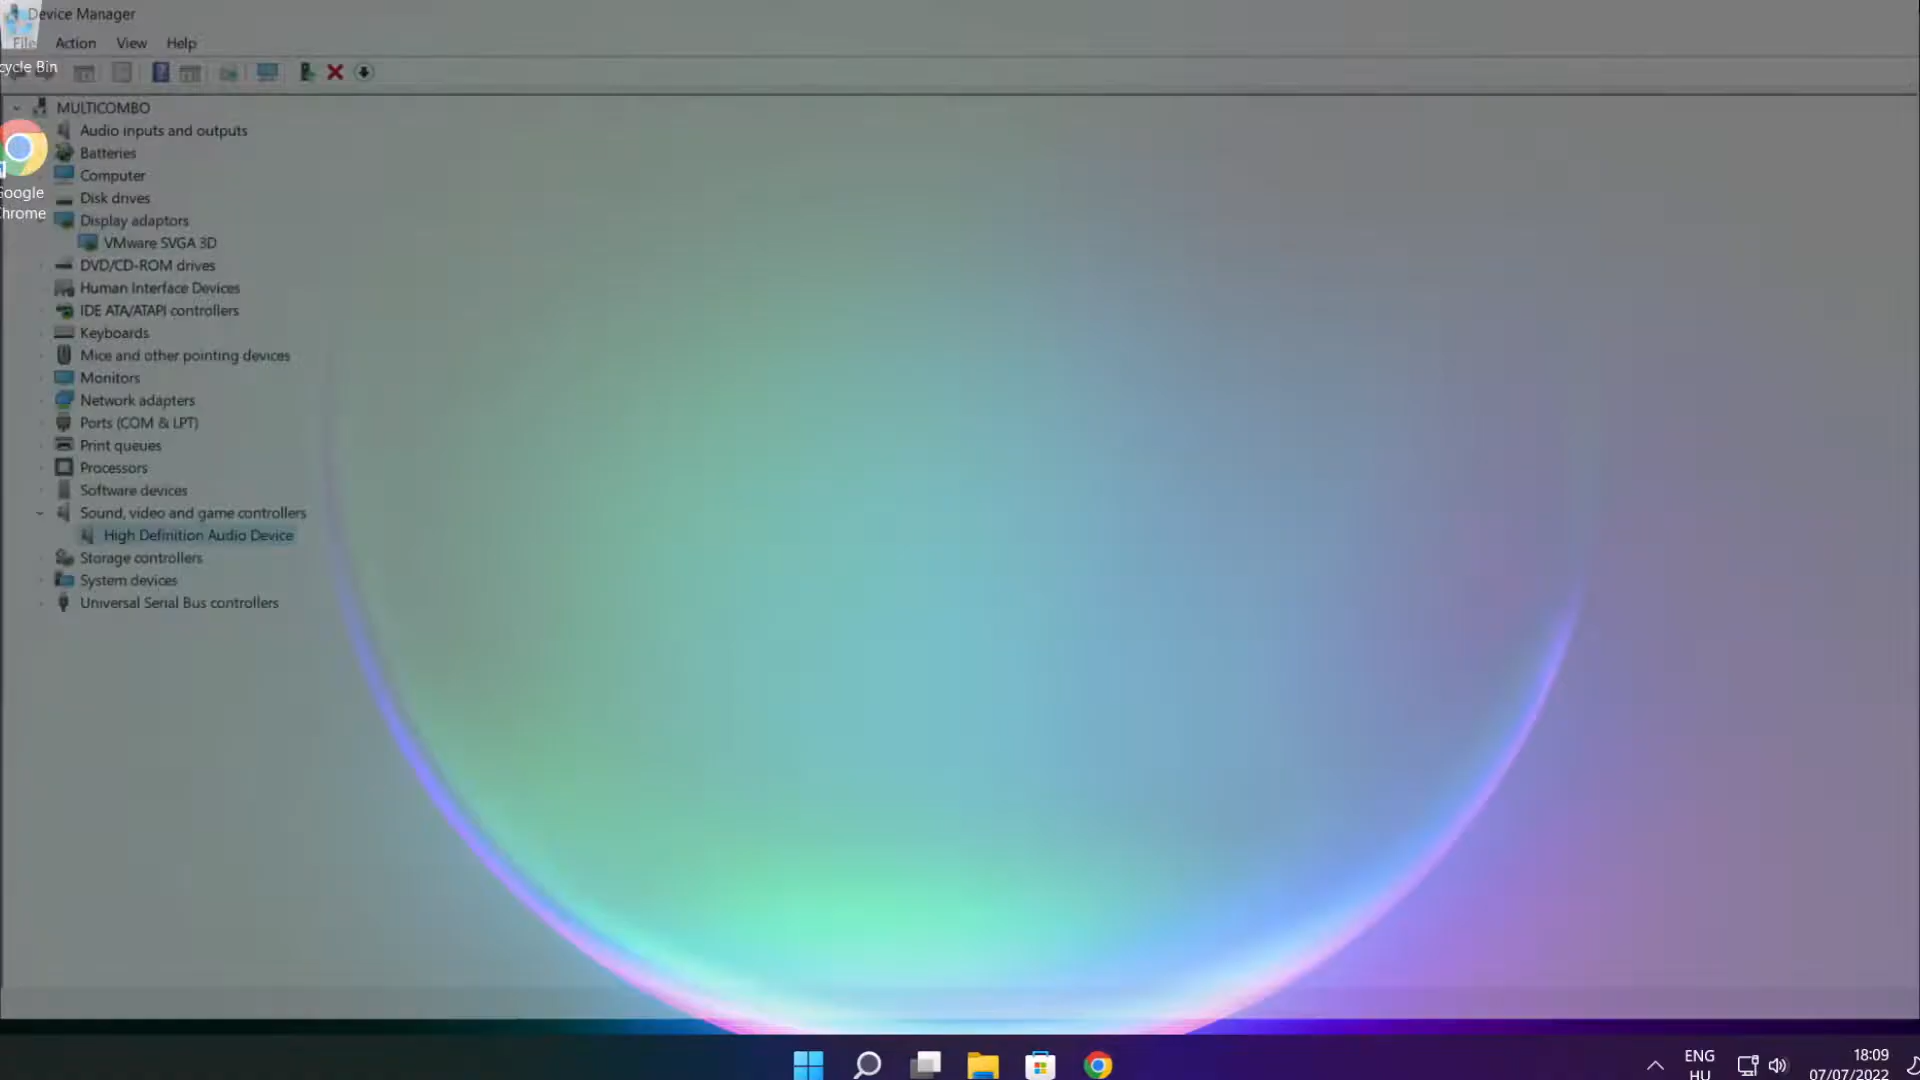 Device Manager
File Action View Help
cycle Bin
MULTICOMBO
Audio inputs and outputs
Batteries
Computer
Google
Chrome
Disk drives
Display adaptors
VMware SVGA 3D
DVD/CD-ROM drives
Human Interface Devices
IDE ATA/ATAPI controllers
Keyboards
Mice and other pointing devices
Monitors
Network adapters
Ports (COM & LPT)
Print queues
Processors
Software devices
Sound, video and game controllers
High Definition Audio Device
Storage controllers
System devices
Universal Serial Bus controllers
ENG
HU
18:09
07/07/2022